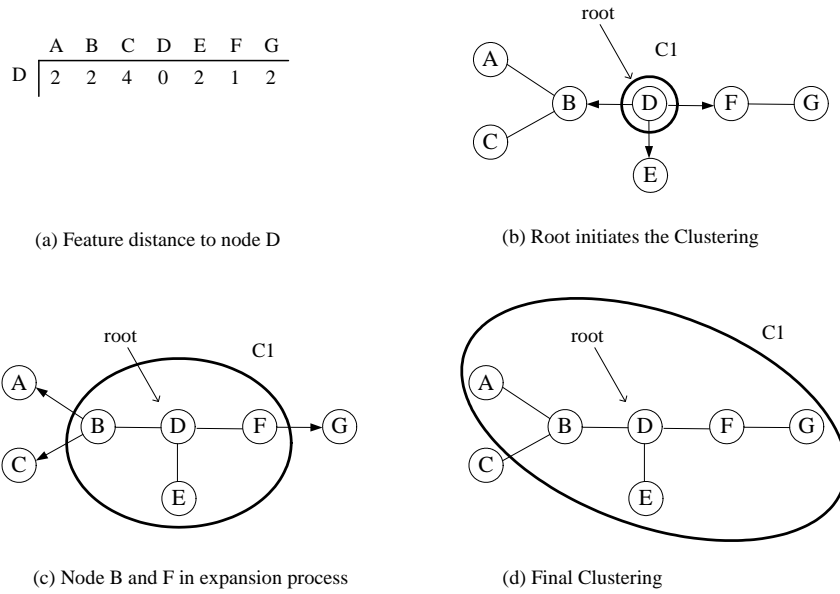 A B C D E F G
D 2 2 4 0 2 1 2
(a) Feature distance to node D
root
C1
A
B D F G
C
E
(b) Root initiates the Clustering
root
C1
A
B D F G
C
E
(c) Node B and F in expansion process
root
C1
A
B D F G
C
E
(d) Final Clustering